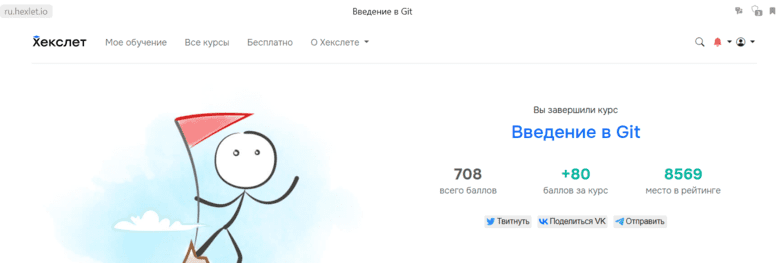 ru.hexlet.io
Введение в Git
Хекслет Мое обучение Все курсы Бесплатно О Хекслете
Вы завершили курс
Введение в Git
708 +80 8569
всего баллов баллов за курс место в рейтинге
Твитнуть Поделиться VK Отправить